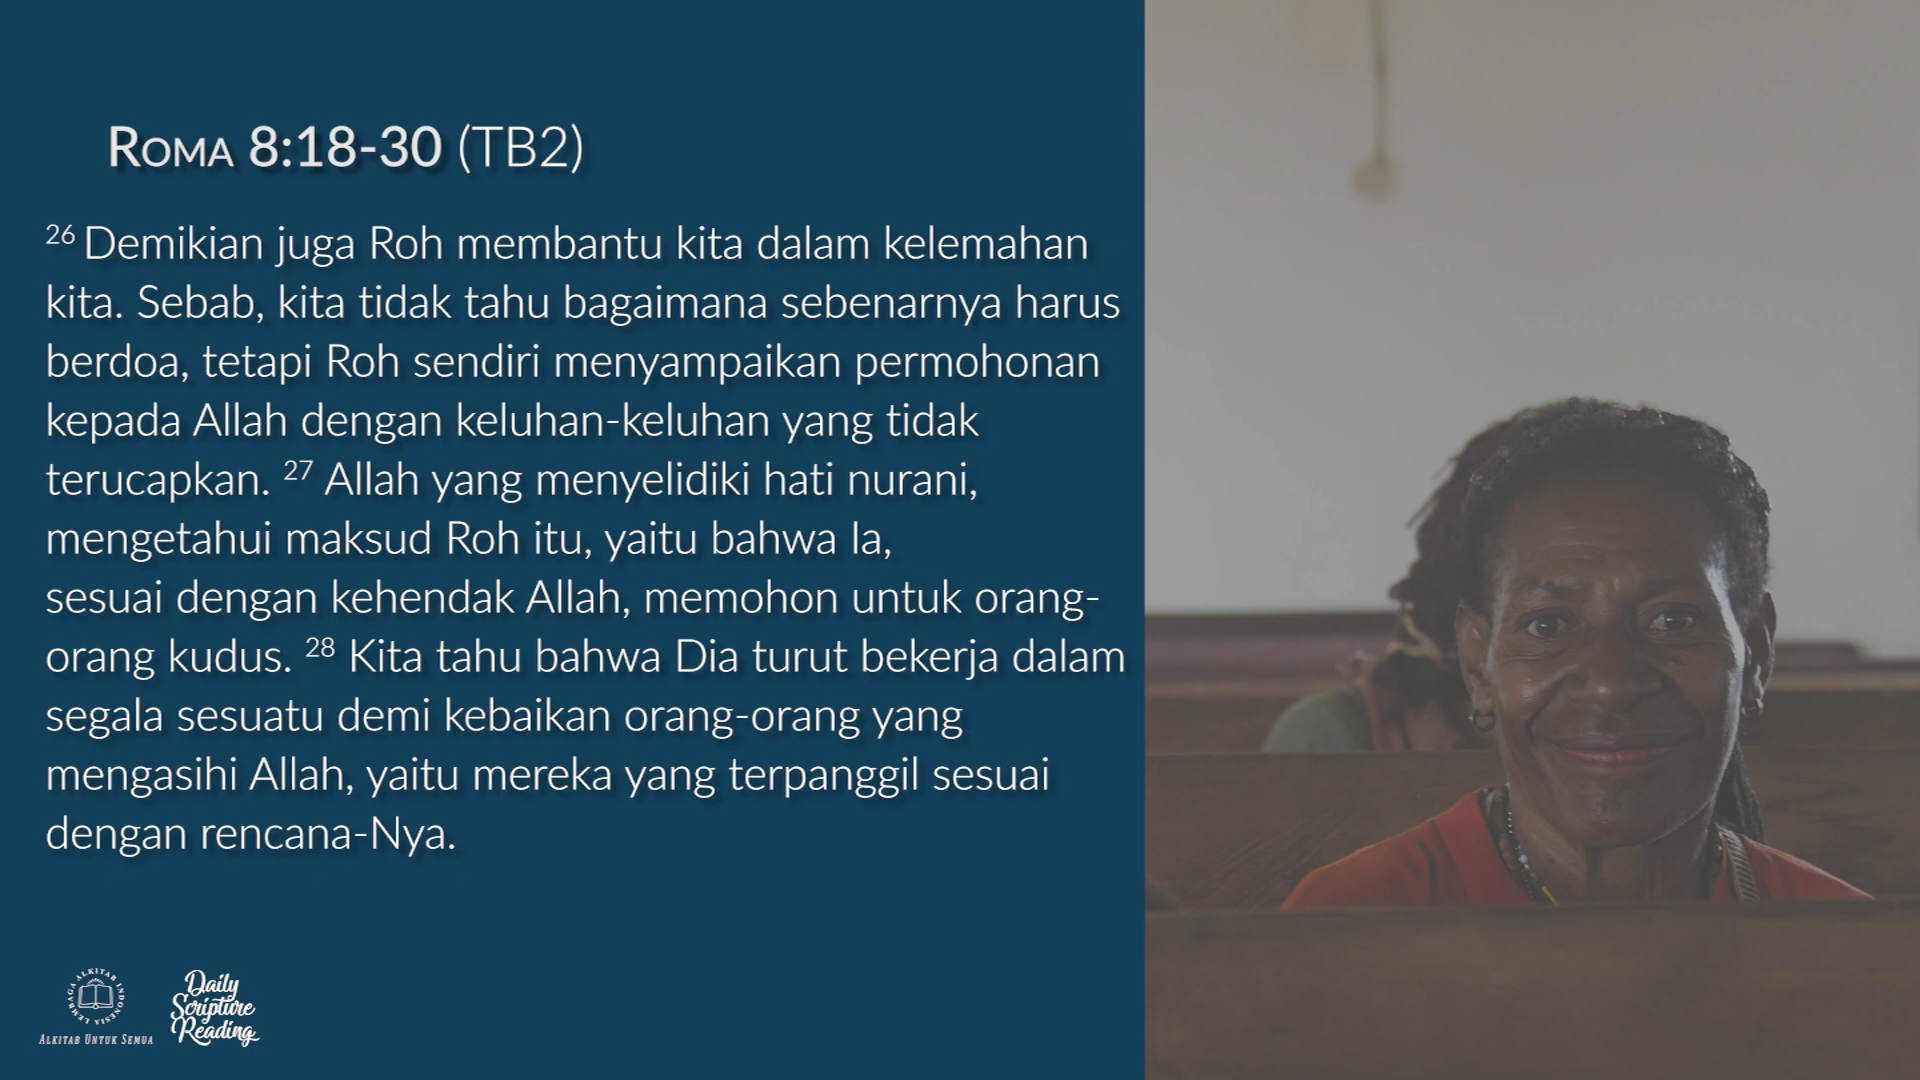 Roma 8:18-30 (TB2)
26 Demikian juga Roh membantu kita dalam kelemahan
kita. Sebab, kita tidak tahu bagaimana sebenarnya harus
berdoa, tetapi Roh sendiri menyampaikan permohonan
kepada Allah dengan keluhan-keluhan yang tidak
terucapkan. 27 Allah yang menyelidiki hati nurani,
mengetahui maksud Roh itu, yaitu bahwa Ia,
sesuai dengan kehendak Allah, memohon untuk orang-
orang kudus. 28 Kita tahu bahwa Dia turut bekerja dalam
segala sesuatu demi kebaikan orang-orang yang
mengasihi Allah, yaitu mereka yang terpanggil sesuai
dengan rencana-Nya.
LEMBAGA ALKITAB INDONESIA
Alkitab Untuk Semua
Daily
Scripture
Reading